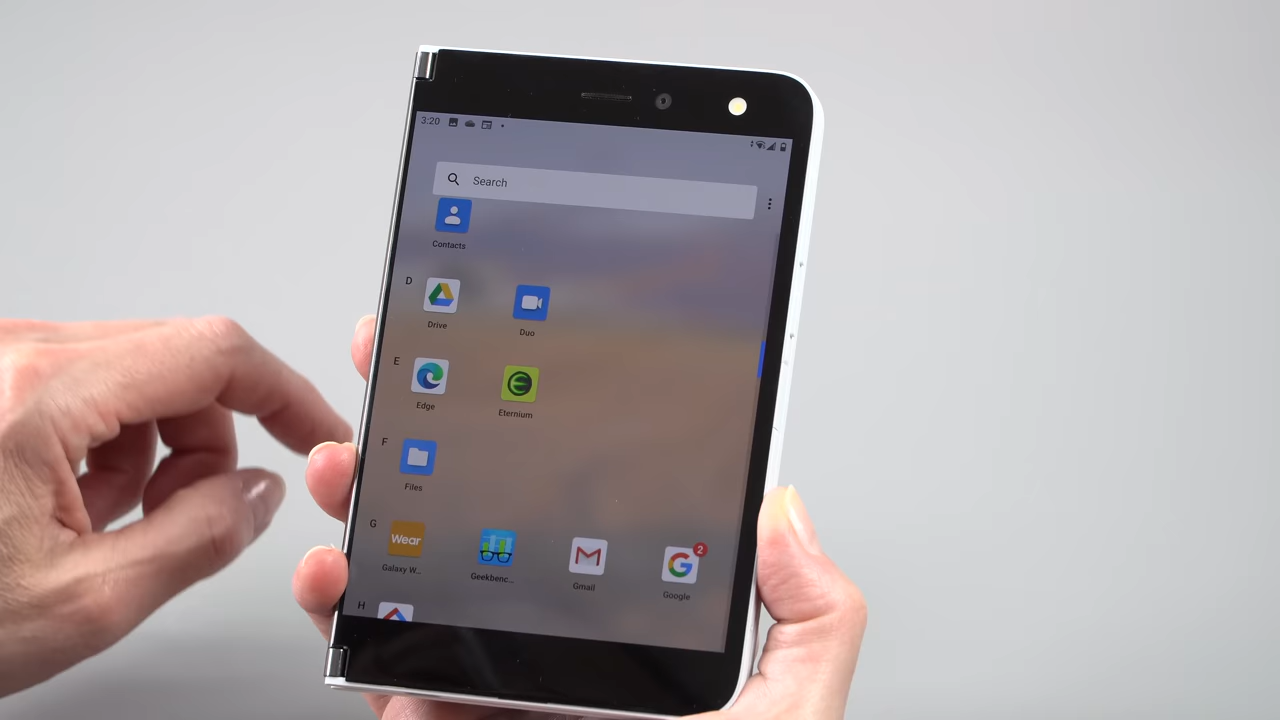 3:20
Search
Contacts
D
Drive
Duo
E
Edge
Eternium
F
Files
G
Wear
Galaxy W...
Geekbenc...
Gmail
2
Google
H